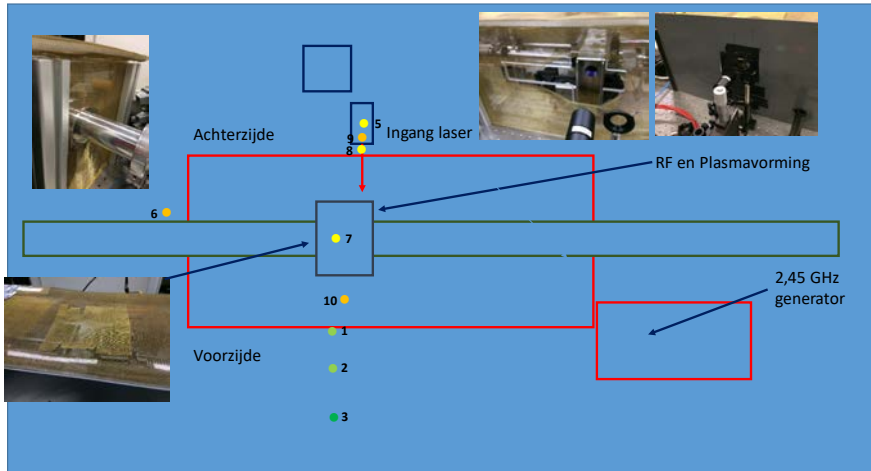 Achterzijde
5
Ingang laser
9
8
RF en Plasmavorming
6
7
2,45 GHz
generator
10
1
Voorzijde
2
3